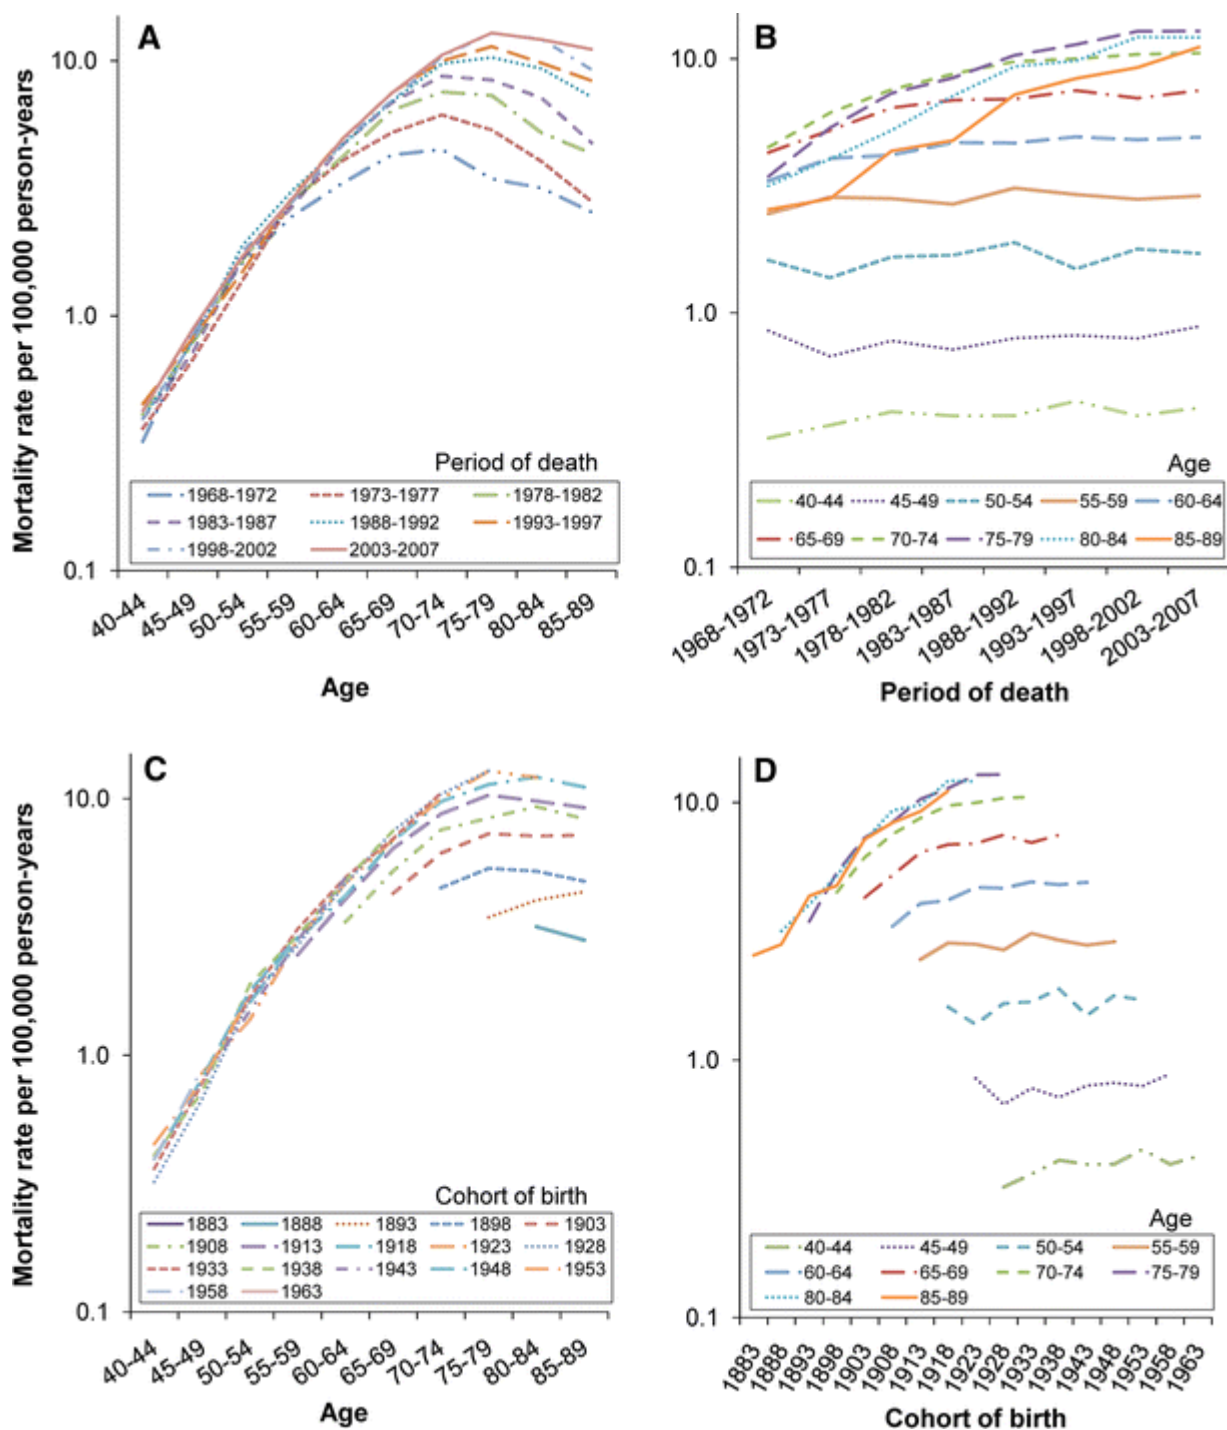 A
Mortality rate per 100,000 person-years
10.0
1.0
0.1
Period of death
1968-1972 1973-1977 1978-1982
1983-1987 1988-1992 1993-1997
1998-2002 2003-2007
40-44 45-49 50-54 55-59 60-64 65-69 70-74 75-79 80-84 85-89
Age
B
10.0
1.0
0.1
Age
40-44 45-49 50-54 55-59 60-64
65-69 70-74 75-79 80-84 85-89
1968-1972 1973-1977 1978-1982 1983-1987 1988-1992 1993-1997 1998-2002 2003-2007
Period of death
C
Mortality rate per 100,000 person-years
10.0
1.0
0.1
Cohort of birth
1883 1888 1893 1898 1903
1908 1913 1918 1923 1928
1933 1938 1943 1948 1953
1958 1963
40-44 45-49 50-54 55-59 60-64 65-69 70-74 75-79 80-84 85-89
Age
D
10.0
1.0
0.1
Age
40-44 45-49 50-54 55-59
60-64 65-69 70-74 75-79
80-84 85-89
1883 1888 1893 1898 1903 1908 1913 1918 1923 1928 1933 1938 1943 1948 1953 1958 1963
Cohort of birth